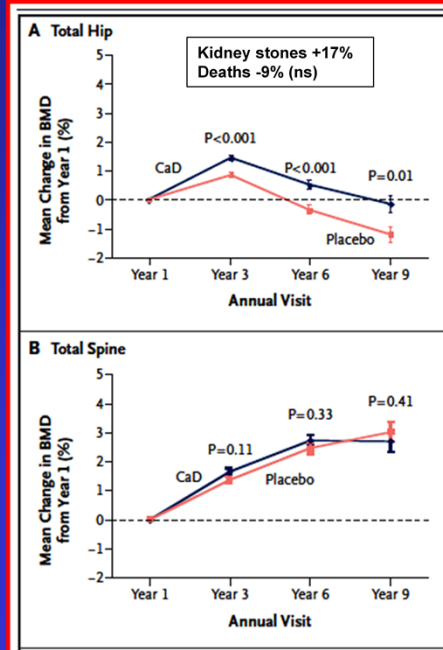 A Total Hip
Kidney stones +17%
Deaths -9% (ns)
Mean Change in BMD
from Year 1 (%)
5
4
3
2
1
0
−1
−2
P<0.001
CaD
P<0.001
P=0.01
Placebo
Year 1 Year 3 Year 6 Year 9
Annual Visit
B Total Spine
Mean Change in BMD
from Year 1 (%)
5
4
3
2
1
0
−1
−2
P=0.41
P=0.33
P=0.11
CaD Placebo
Year 1 Year 3 Year 6 Year 9
Annual Visit